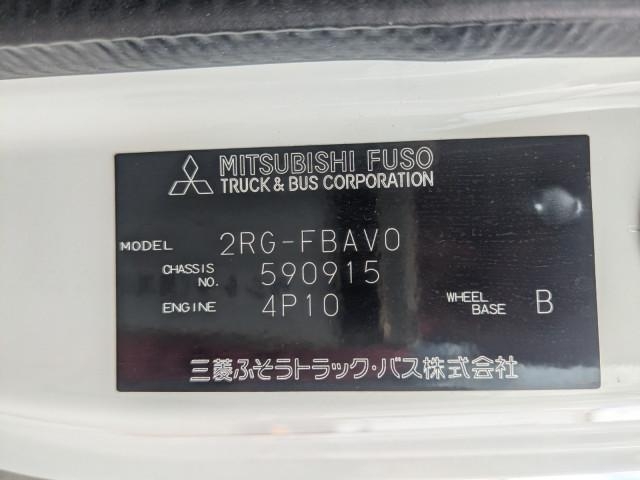 MITSUBISHI FUSO
TRUCK & BUS CORPORATION
MODEL 2RG-FBAV0
CHASSIS NO. 590915
ENGINE 4P10 WHEEL BASE B
三菱ふそうトラック・バス株式会社